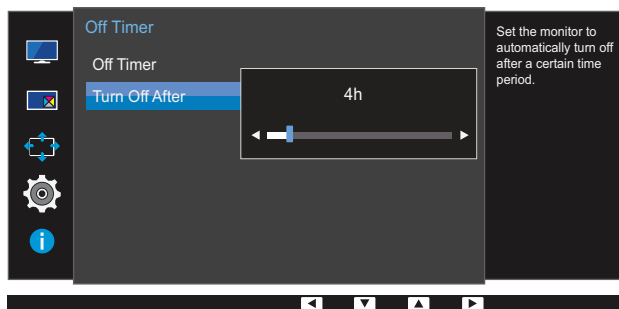 Off Timer
Off Timer
Turn Off After
4h
Set the monitor to
automatically turn off
after a certain time
period.